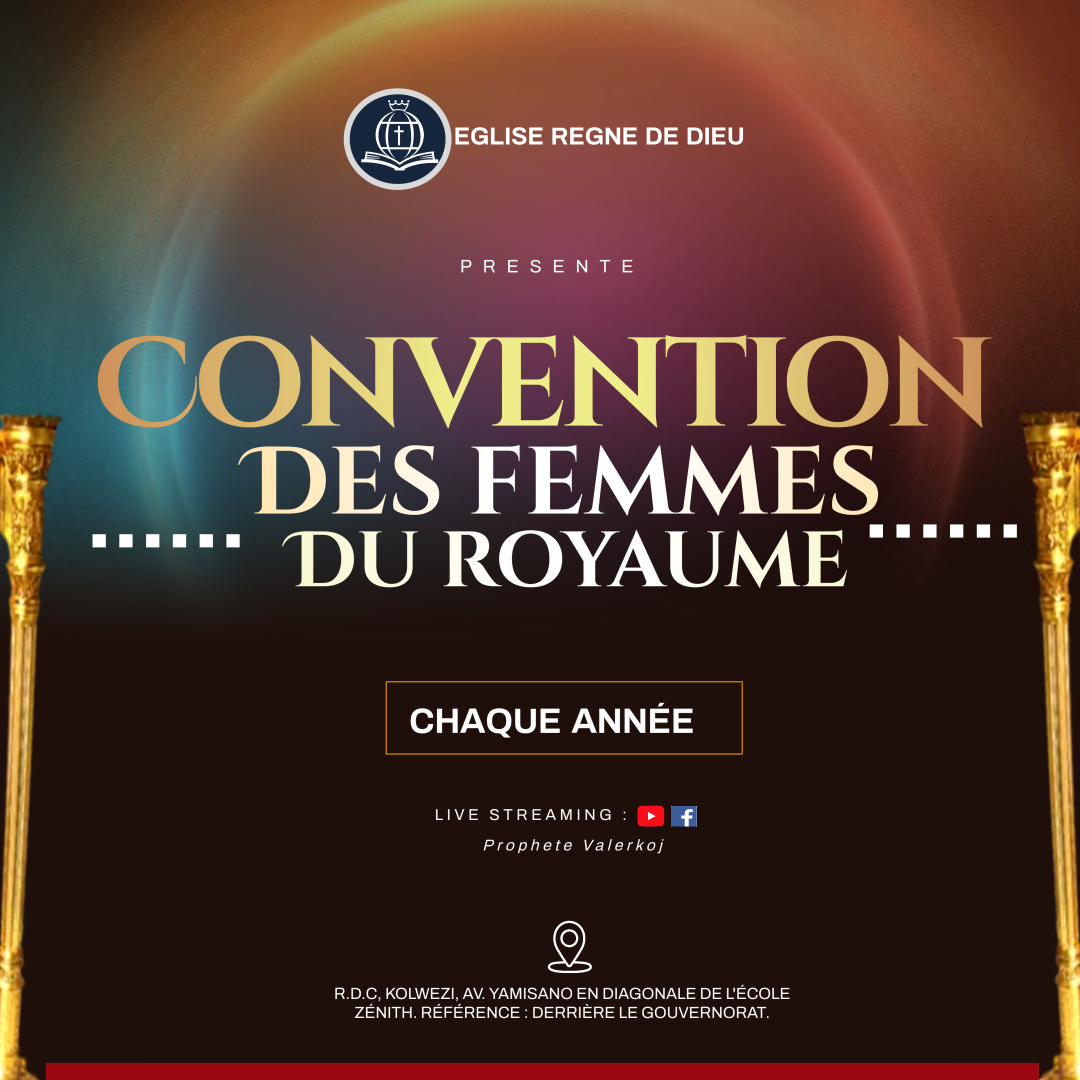 EGLISE REGNE DE DIEU
PRESENTE
CONVENTION
DES FEMMES
DU ROYAUME
CHAQUE ANNÉE
LIVE STREAMING :
Prophete Valerkoj
R.D.C, KOLWEZI, AV. YAMISANO EN DIAGONALE DE L'ÉCOLE
ZÉNITH. RÉFÉRENCE : DERRIÈRE LE GOUVERNORAT.